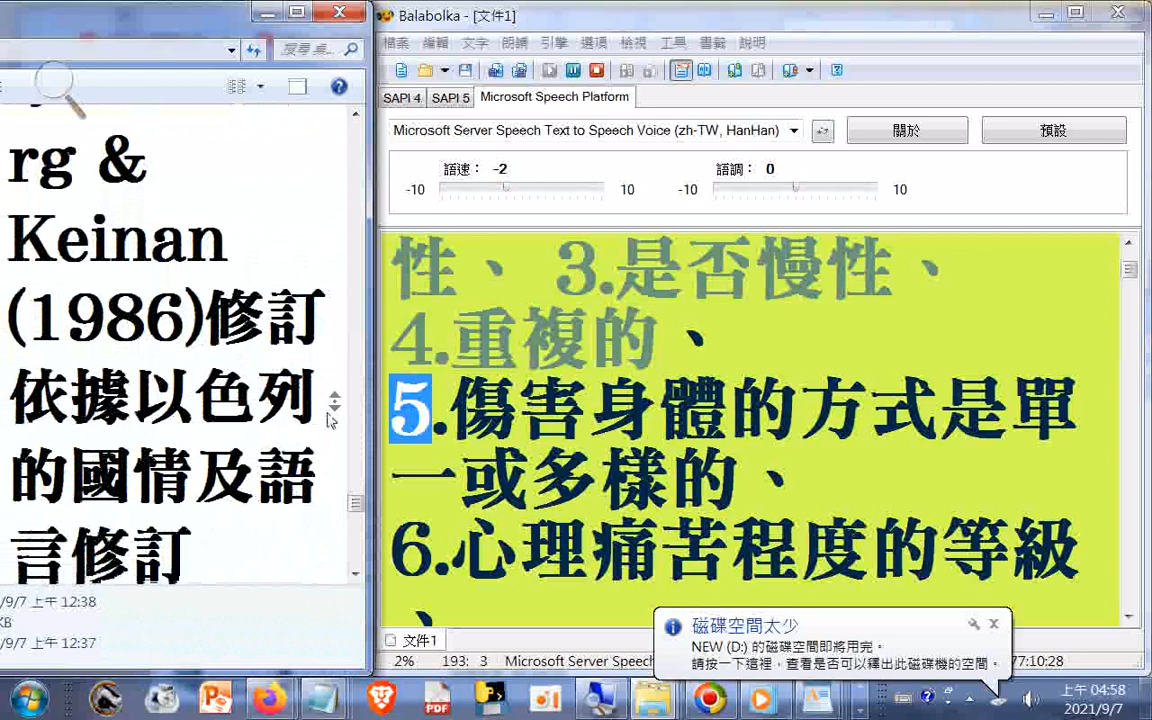 rg &
Keinan
(1986)修訂
依據以色列
的國情及語
言修訂
/9/7 上午 12:38
KB
/9/7 上午 12:37
搜尋桌...
Balabolka - [文件1]
檔案 編輯 文字 朗誦 引擎 選項 檢視 工具 書籤 說明
SAPI 4 SAPI 5 Microsoft Speech Platform
Microsoft Server Speech Text to Speech Voice (zh-TW, HanHan)
關於
預設
語速: -2
語調: 0
-10 10 -10 10
性、 3.是否慢性、
4.重複的、
5.傷害身體的方式是單
一或多樣的、
6.心理痛苦程度的等級
、
文件1
2% 193: 3 Microsoft Server Speec
77:10:28
磁碟空間太少
NEW (D:) 的磁碟空間即將用完。
請按一下這裡,查看是否可以釋出此磁碟機的空間。
PDF
上午 04:58
2021/9/7